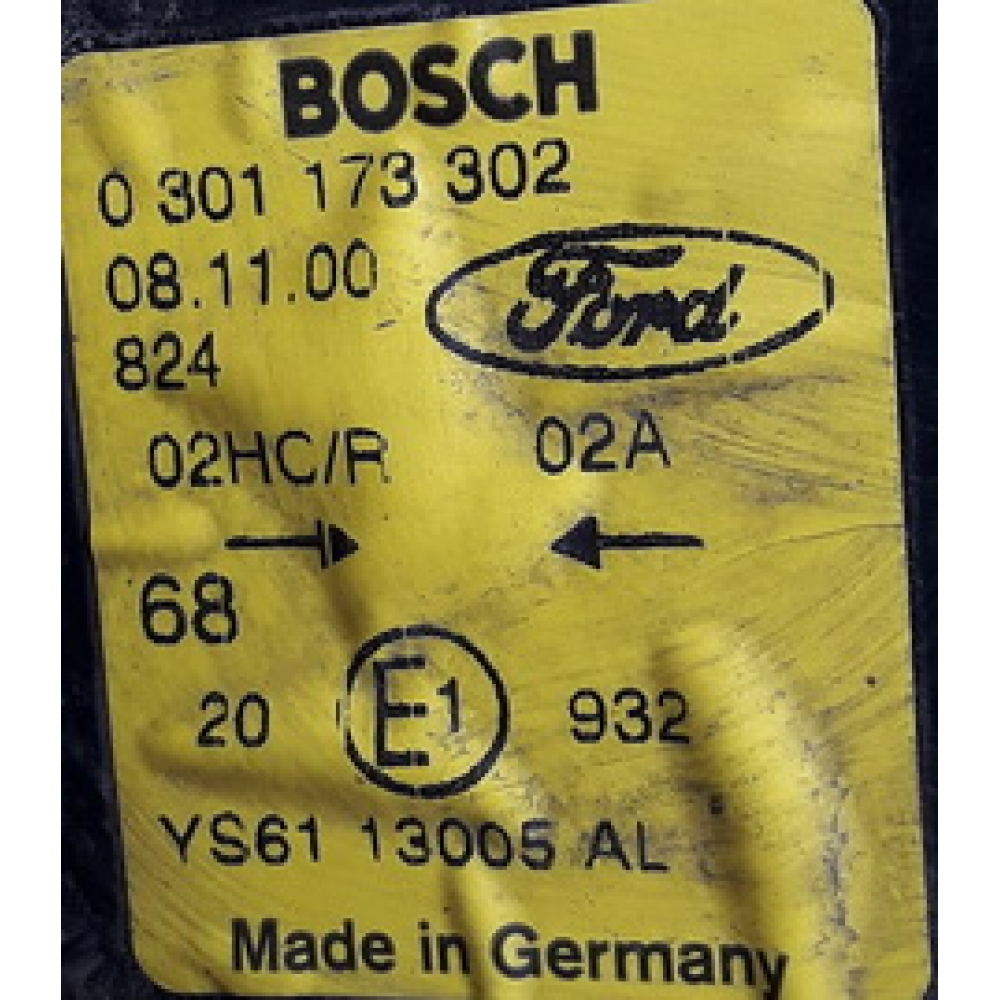 BOSCH
0 301 173 302
08.11.00
Ford
824
02HC/R 02A
68
20 E1 932
YS61 13005 AL
Made in Germany